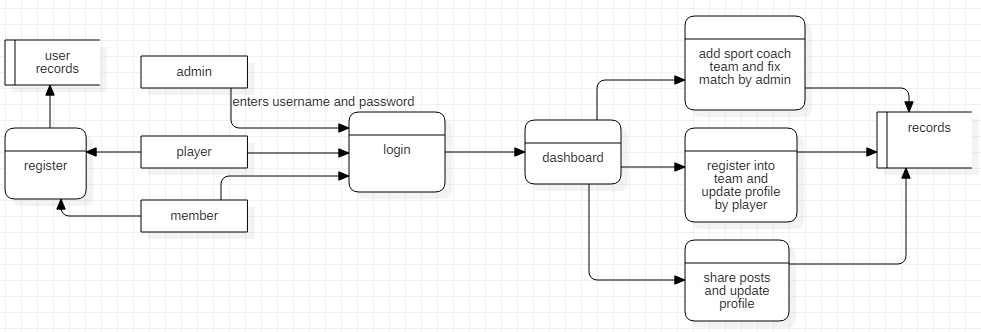 user
records
admin
enters username and password
register
player
login
member
dashboard
add sport coach
team and fix
match by admin
register into
team and
update profile
by player
share posts
and update
profile
records